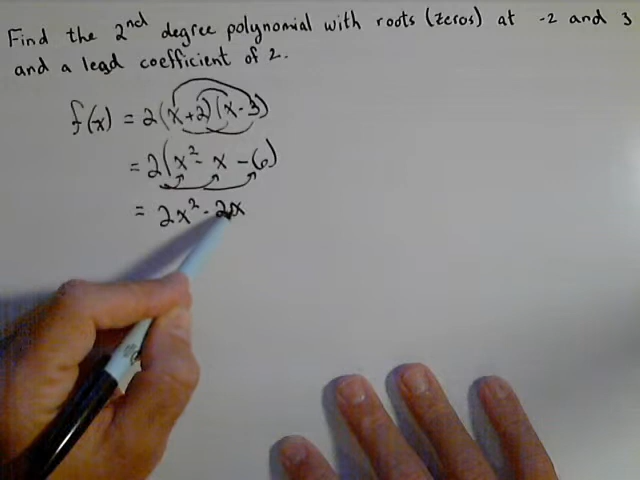 Find the 2nd degree polynomial with roots (zeros) at -2 and 3
and a lead coefficient of 2.
f(x) = 2(x+2)(x-3)
= 2(x² - x - 6)
= 2x² - 2x